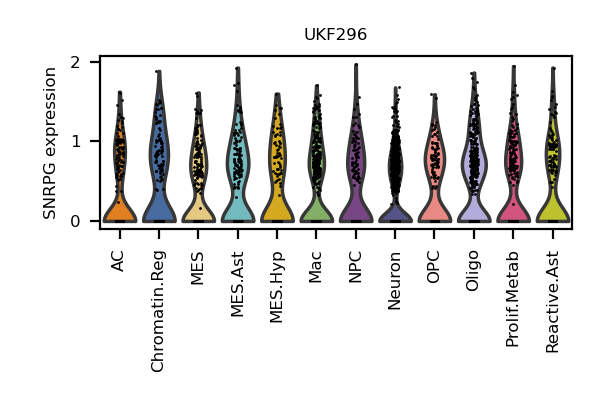 UKF296
SNRPG expression
2
1
0
AC
Chromatin.Reg
MES
MES.Ast
MES.Hyp
Mac
NPC
Neuron
OPC
Oligo
Prolif.Metab
Reactive.Ast